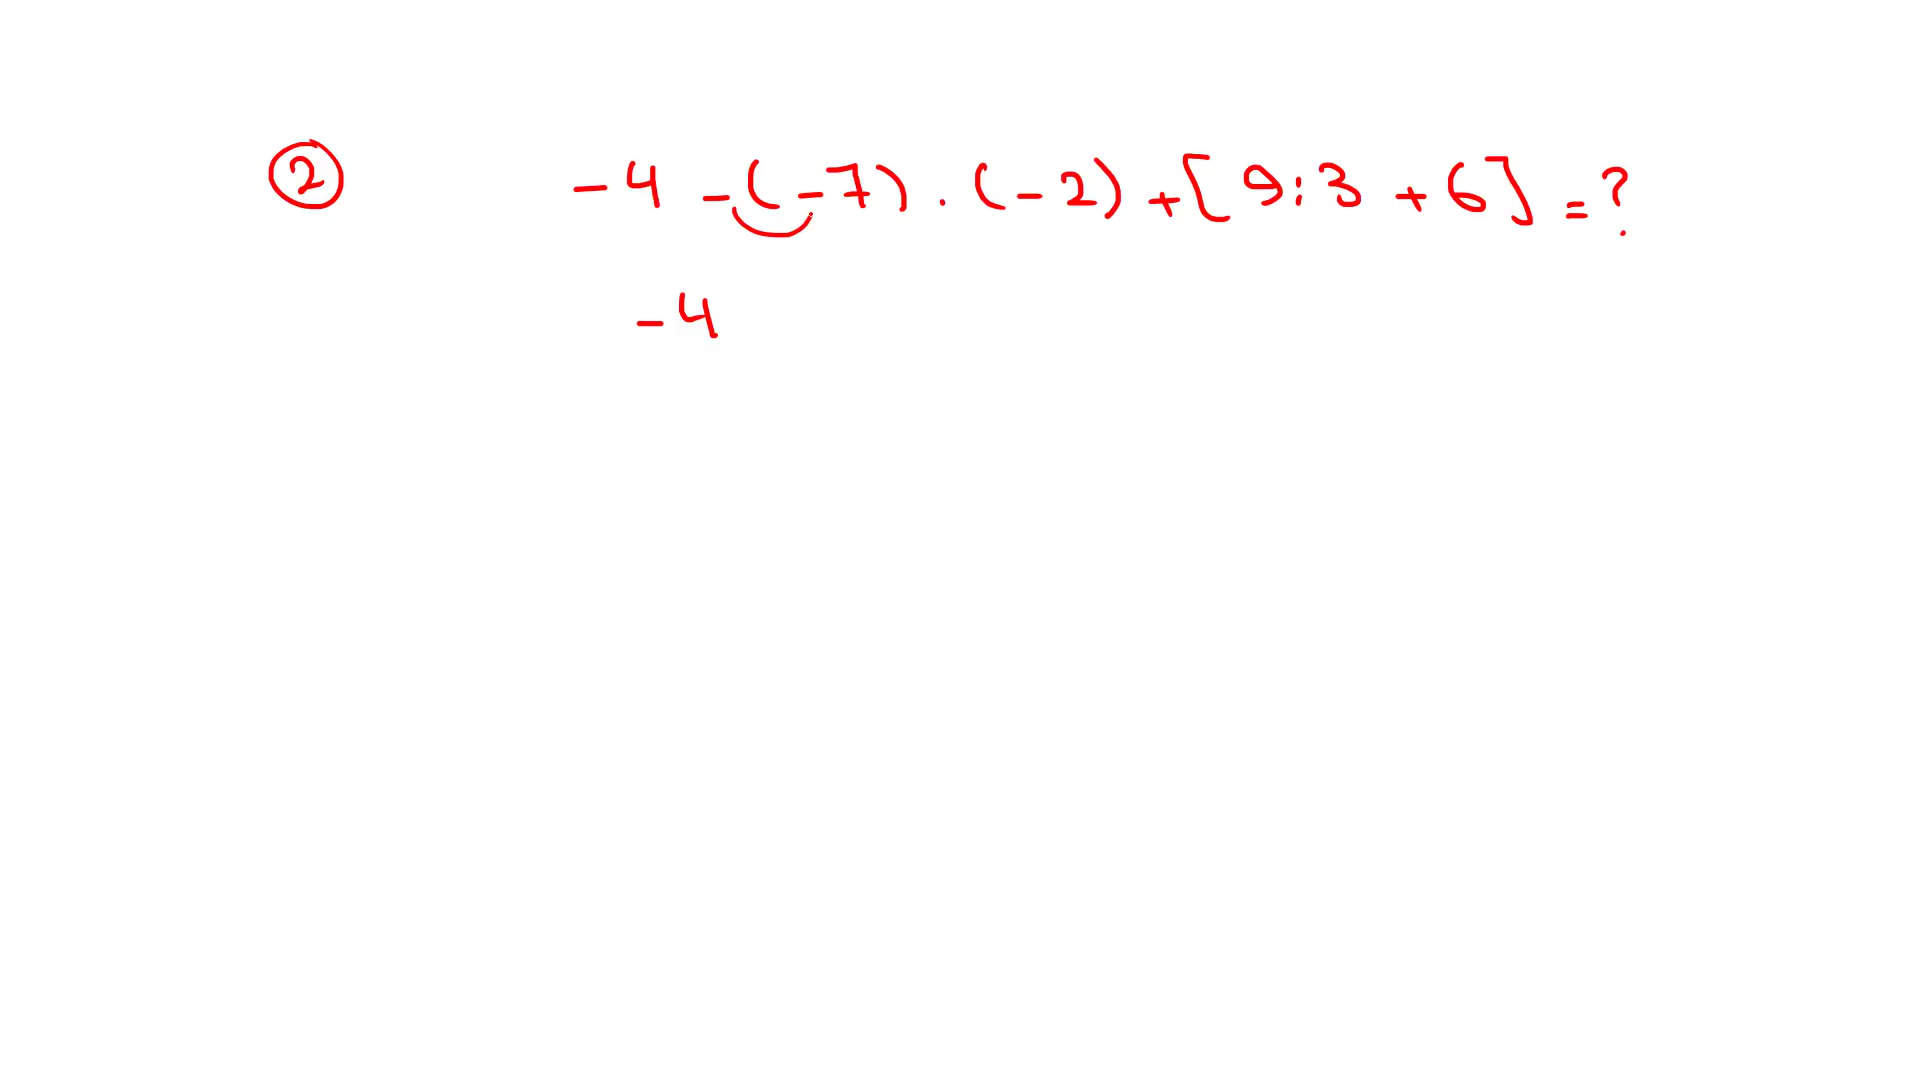 ② -4 -(-7) . (-2) + [9:3 + 6] = ?
-4